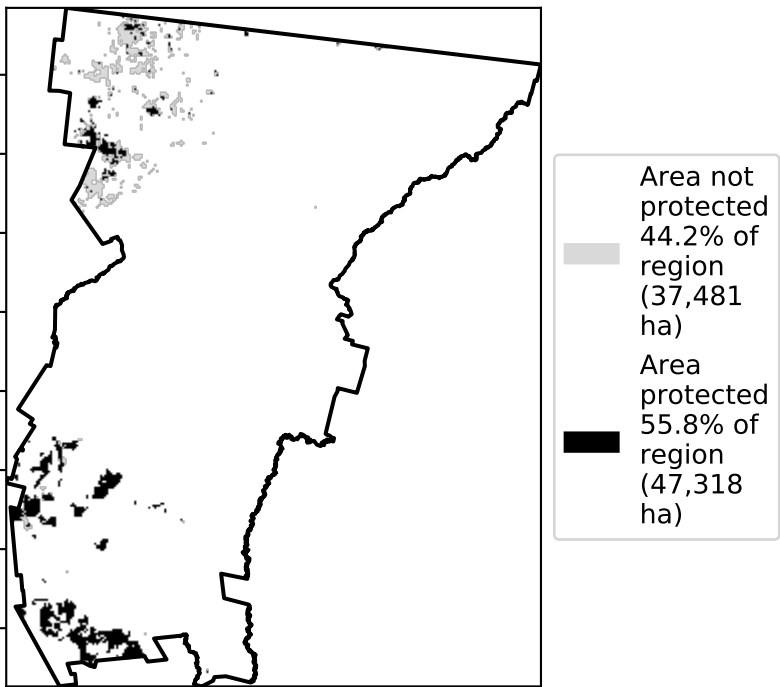 Area not
protected
44.2% of
region
(37,481
ha)
Area
protected
55.8% of
region
(47,318
ha)